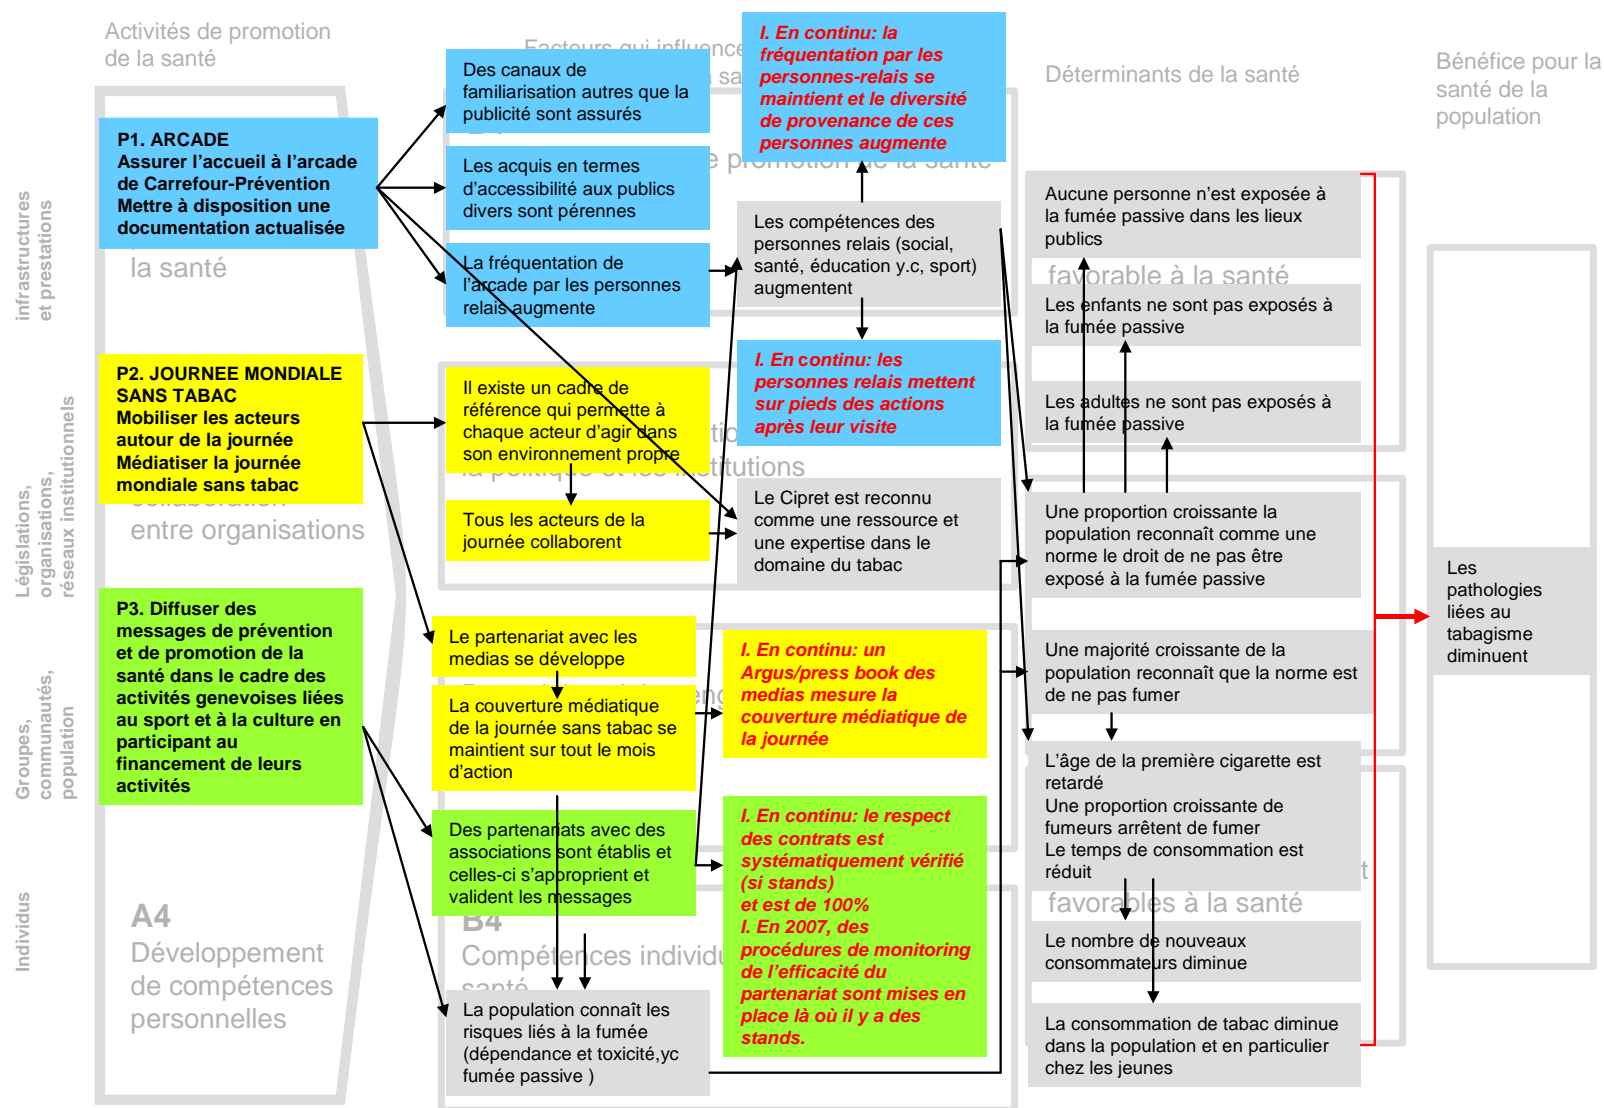 Activités de promotion
de la santé
Facteurs qui influence
Déterminants de la santé
Bénéfice pour la
santé de la
population
infrastructures
et prestations
Législations,
organisations,
réseaux institutionnels
Groupes,
communautés,
population
Individus
P1. ARCADE
Assurer l’accueil à l’arcade
de Carrefour-Prévention
Mettre à disposition une
documentation actualisée
la santé
P2. JOURNEE MONDIALE
SANS TABAC
Mobiliser les acteurs
autour de la journée
Médiatiser la journée
mondiale sans tabac
collaboration
entre organisations
P3. Diffuser des
messages de prévention
et de promotion de la
santé dans le cadre des
activités genevoises liées
au sport et à la culture en
participant au
financement de leurs
activités
A4
Développement
de compétences
personnelles
Des canaux de
familiarisation autres que la
publicité sont assurés
Les acquis en termes
d’accessibilité aux publics
divers sont pérennes
La fréquentation de
l’arcade par les personnes
relais augmente
Il existe un cadre de
référence qui permette à
chaque acteur d’agir dans
son environnement propre
la politique et les institutions
Tous les acteurs de la
journée collaborent
Le partenariat avec les
medias se développe
La couverture médiatique
de la journée sans tabac se
maintient sur tout le mois
d’action
Des partenariats avec des
associations sont établis et
celles-ci s’approprient et
valident les messages
B4
Compétences individu
santé
La population connaît les
risques liés à la fumée
(dépendance et toxicité,yc
fumée passive )
I. En continu: la
fréquentation par les
personnes-relais se
maintient et le diversité
de provenance de ces
personnes augmente
e promotion de la santé
Les compétences des
personnes relais (social,
santé, éducation y.c, sport)
augmentent
I. En continu: les
personnes relais mettent
sur pieds des actions
après leur visite
Le Cipret est reconnu
comme une ressource et
une expertise dans le
domaine du tabac
I. En continu: un
Argus/press book des
medias mesure la
couverture médiatique de
la journée
I. En continu: le respect
des contrats est
systématiquement vérifié
(si stands)
et est de 100%
I. En 2007, des
procédures de monitoring
de l’efficacité du
partenariat sont mises en
place là où il y a des
stands.
Aucune personne n’est exposée à
la fumée passive dans les lieux
publics
favorable à la santé
Les enfants ne sont pas exposés à
la fumée passive
Les adultes ne sont pas exposés à
la fumée passive
Une proportion croissante la
population reconnaît comme une
norme le droit de ne pas être
exposé à la fumée passive
Une majorité croissante de la
population reconnaît que la norme est
de ne pas fumer
L’âge de la première cigarette est
retardé
Une proportion croissante de
fumeurs arrêtent de fumer
Le temps de consommation est
réduit
favorables à la santé
Le nombre de nouveaux
consommateurs diminue
La consommation de tabac diminue
dans la population et en particulier
chez les jeunes
Les
pathologies
liées au
tabagisme
diminuent